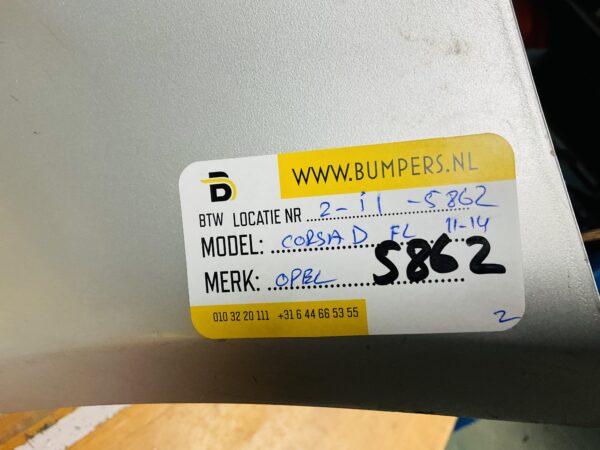 WWW.BUMPERS.NL
B
BTW LOCATIE NR 2-i1-5862
MODEL: CORSA D FL 11-14
MERK: OPEL 5862
010 32 20 111 +31 6 44 66 53 55
2